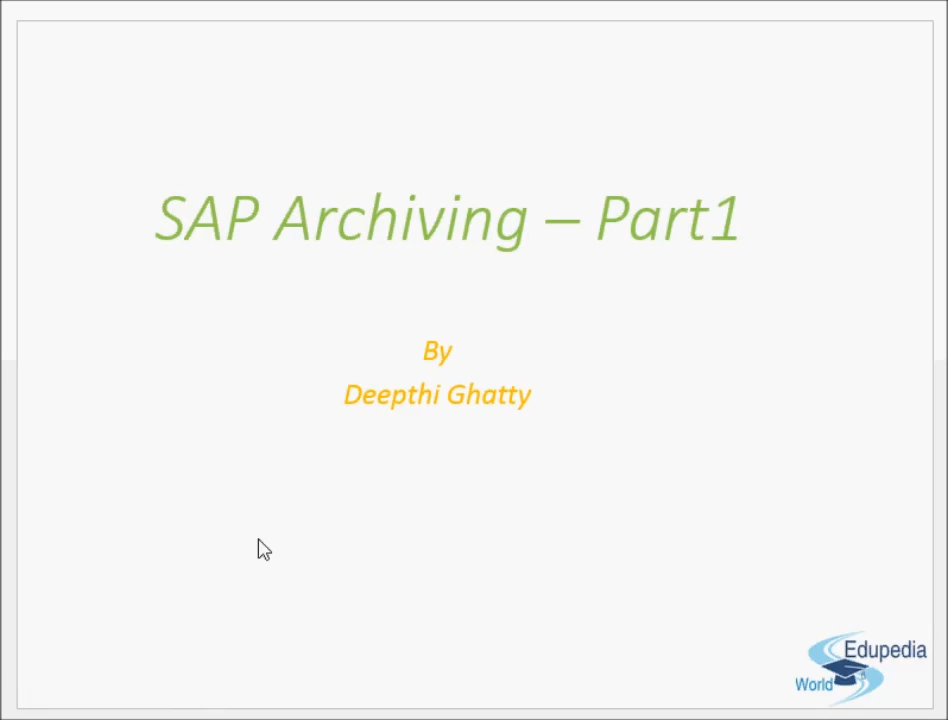 SAP Archiving – Part1
By
Deepthi Ghatty
Edupedia
World